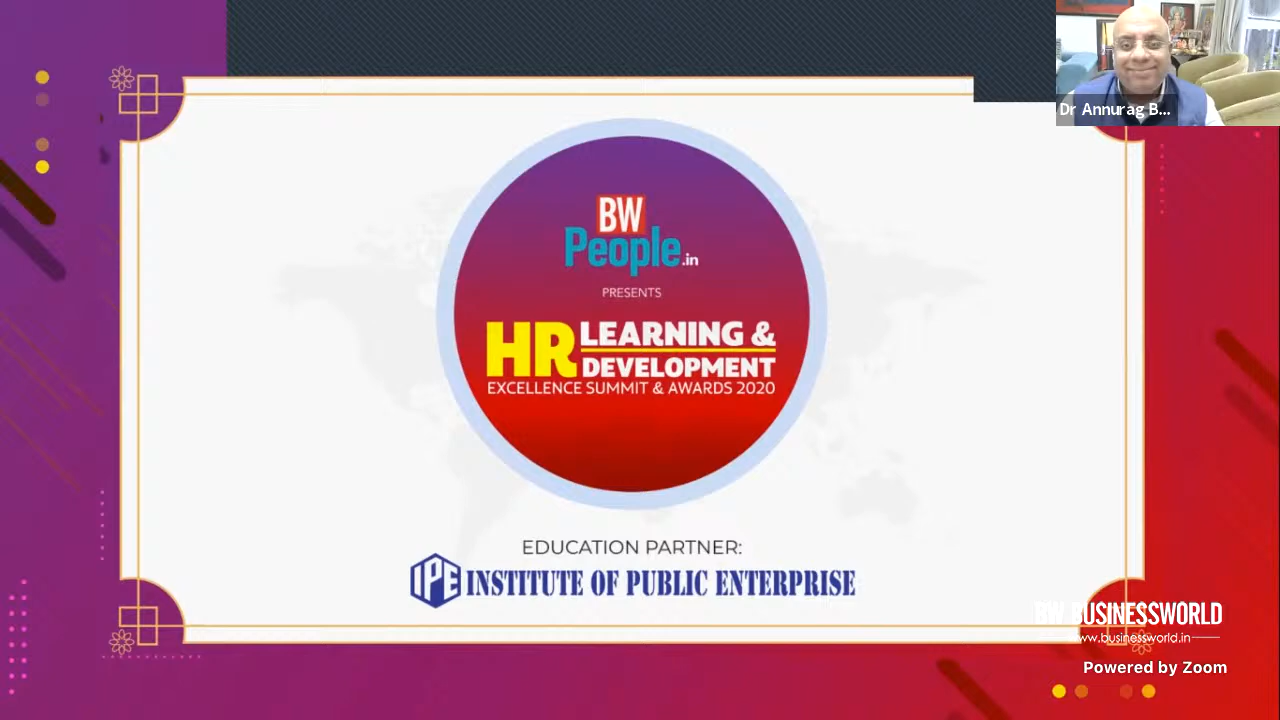 Dr Annurag B...
BW
People.in
PRESENTS
HR LEARNING &
DEVELOPMENT
EXCELLENCE SUMMIT & AWARDS 2020
EDUCATION PARTNER:
IPE INSTITUTE OF PUBLIC ENTERPRISE
BW BUSINESSWORLD
www.businessworld.in
Powered by Zoom